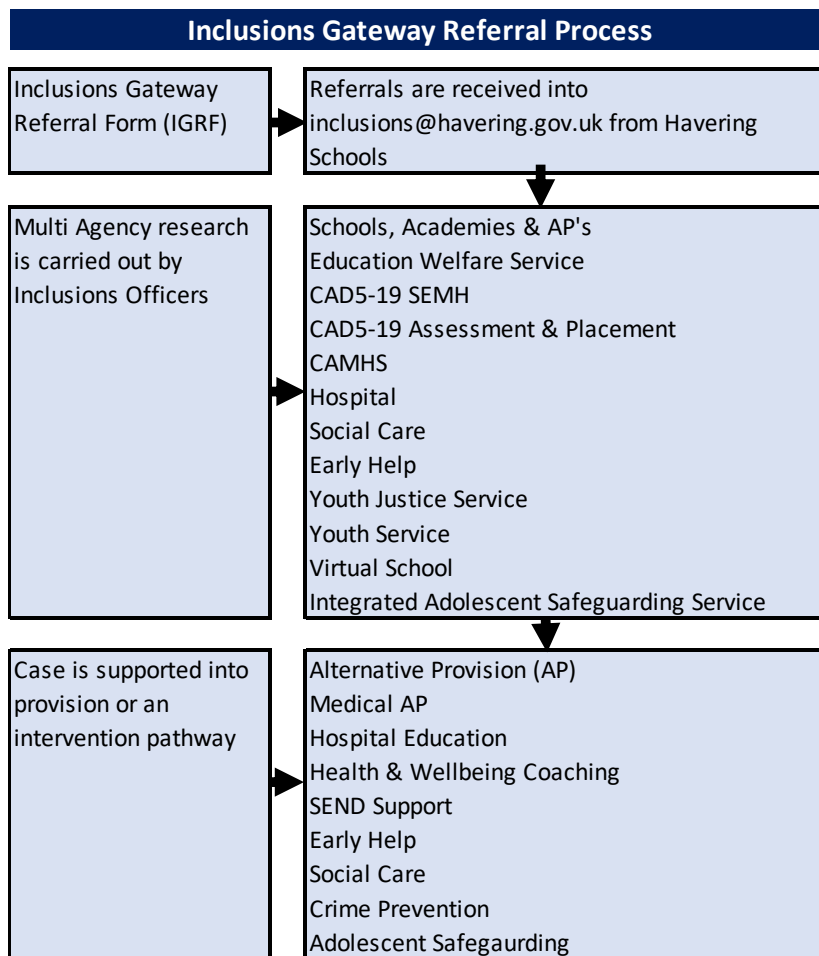 Inclusions Gateway Referral Process
Inclusions Gateway
Referral Form (IGRF)
Referrals are received into
inclusions@havering.gov.uk from Havering
Schools
Multi Agency research
is carried out by
Inclusions Officers
Schools, Academies & AP's
Education Welfare Service
CAD5-19 SEMH
CAD5-19 Assessment & Placement
CAMHS
Hospital
Social Care
Early Help
Youth Justice Service
Youth Service
Virtual School
Integrated Adolescent Safeguarding Service
Case is supported into
provision or an
intervention pathway
Alternative Provision (AP)
Medical AP
Hospital Education
Health & Wellbeing Coaching
SEND Support
Early Help
Social Care
Crime Prevention
Adolescent Safegaurding